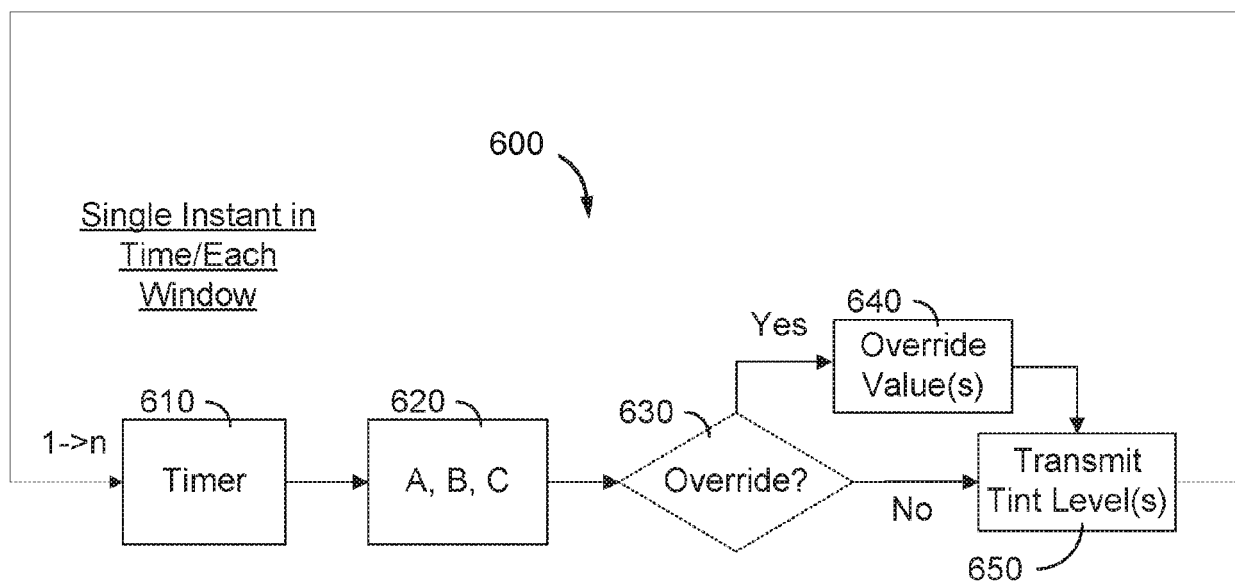 600
Single Instant in
Time/Each
Window
640
Yes
Override
Value(s)
610
620
630
1->n
Timer
A, B, C
Override?
No
Transmit
Tint Level(s)
650